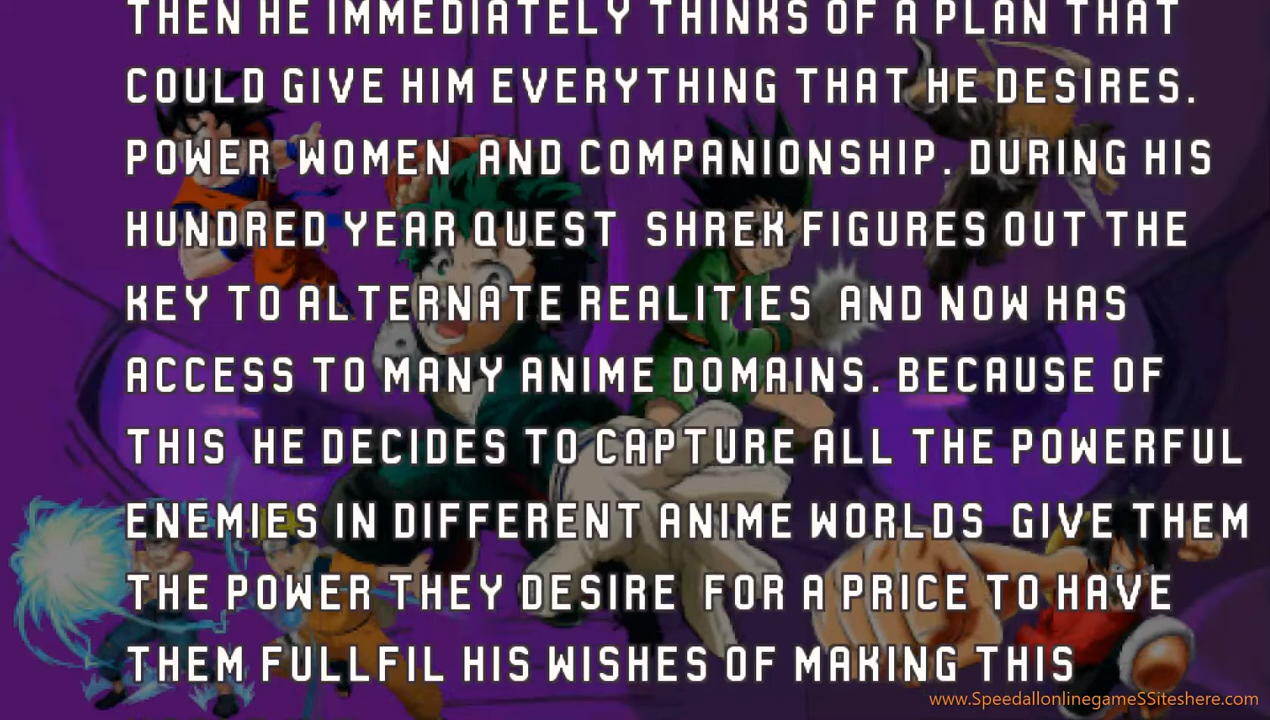 THEN HE IMMEDIATELY THINKS OF A PLAN THAT
COULD GIVE HIM EVERYTHING THAT HE DESIRES.
POWER WOMEN AND COMPANIONSHIP. DURING HIS
HUNDRED YEAR QUEST SHREK FIGURES OUT THE
KEY TO ALTERNATE REALITIES AND NOW HAS
ACCESS TO MANY ANIME DOMAINS. BECAUSE OF
THIS HE DECIDES TO CAPTURE ALL THE POWERFUL
ENEMIES IN DIFFERENT ANIME WORLDS GIVE THEM
THE POWER THEY DESIRE FOR A PRICE TO HAVE
THEM FULLFIL HIS WISHES OF MAKING THIS
www.SpeedallonlinegameSSiteshere.com